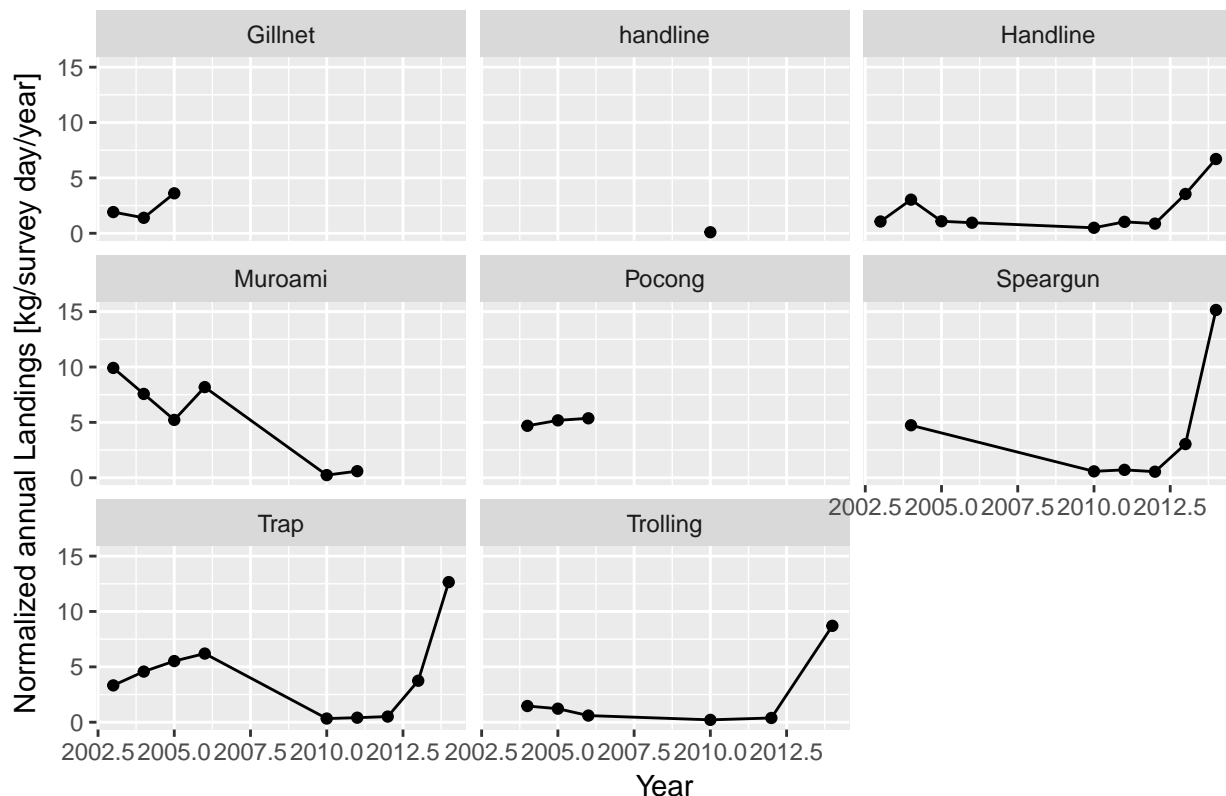 Gillnet handline Handline
15
10
5
0
Muroami Pocong Speargun
15
10
5
0
2002.5 2005.0 2007.5 2010.0 2012.5
Trap Trolling
15
10
5
0
2002.5 2005.0 2007.5 2010.0 2012.5 2002.5 2005.0 2007.5 2010.0 2012.5
Year
Normalized annual Landings [kg/survey day/year]